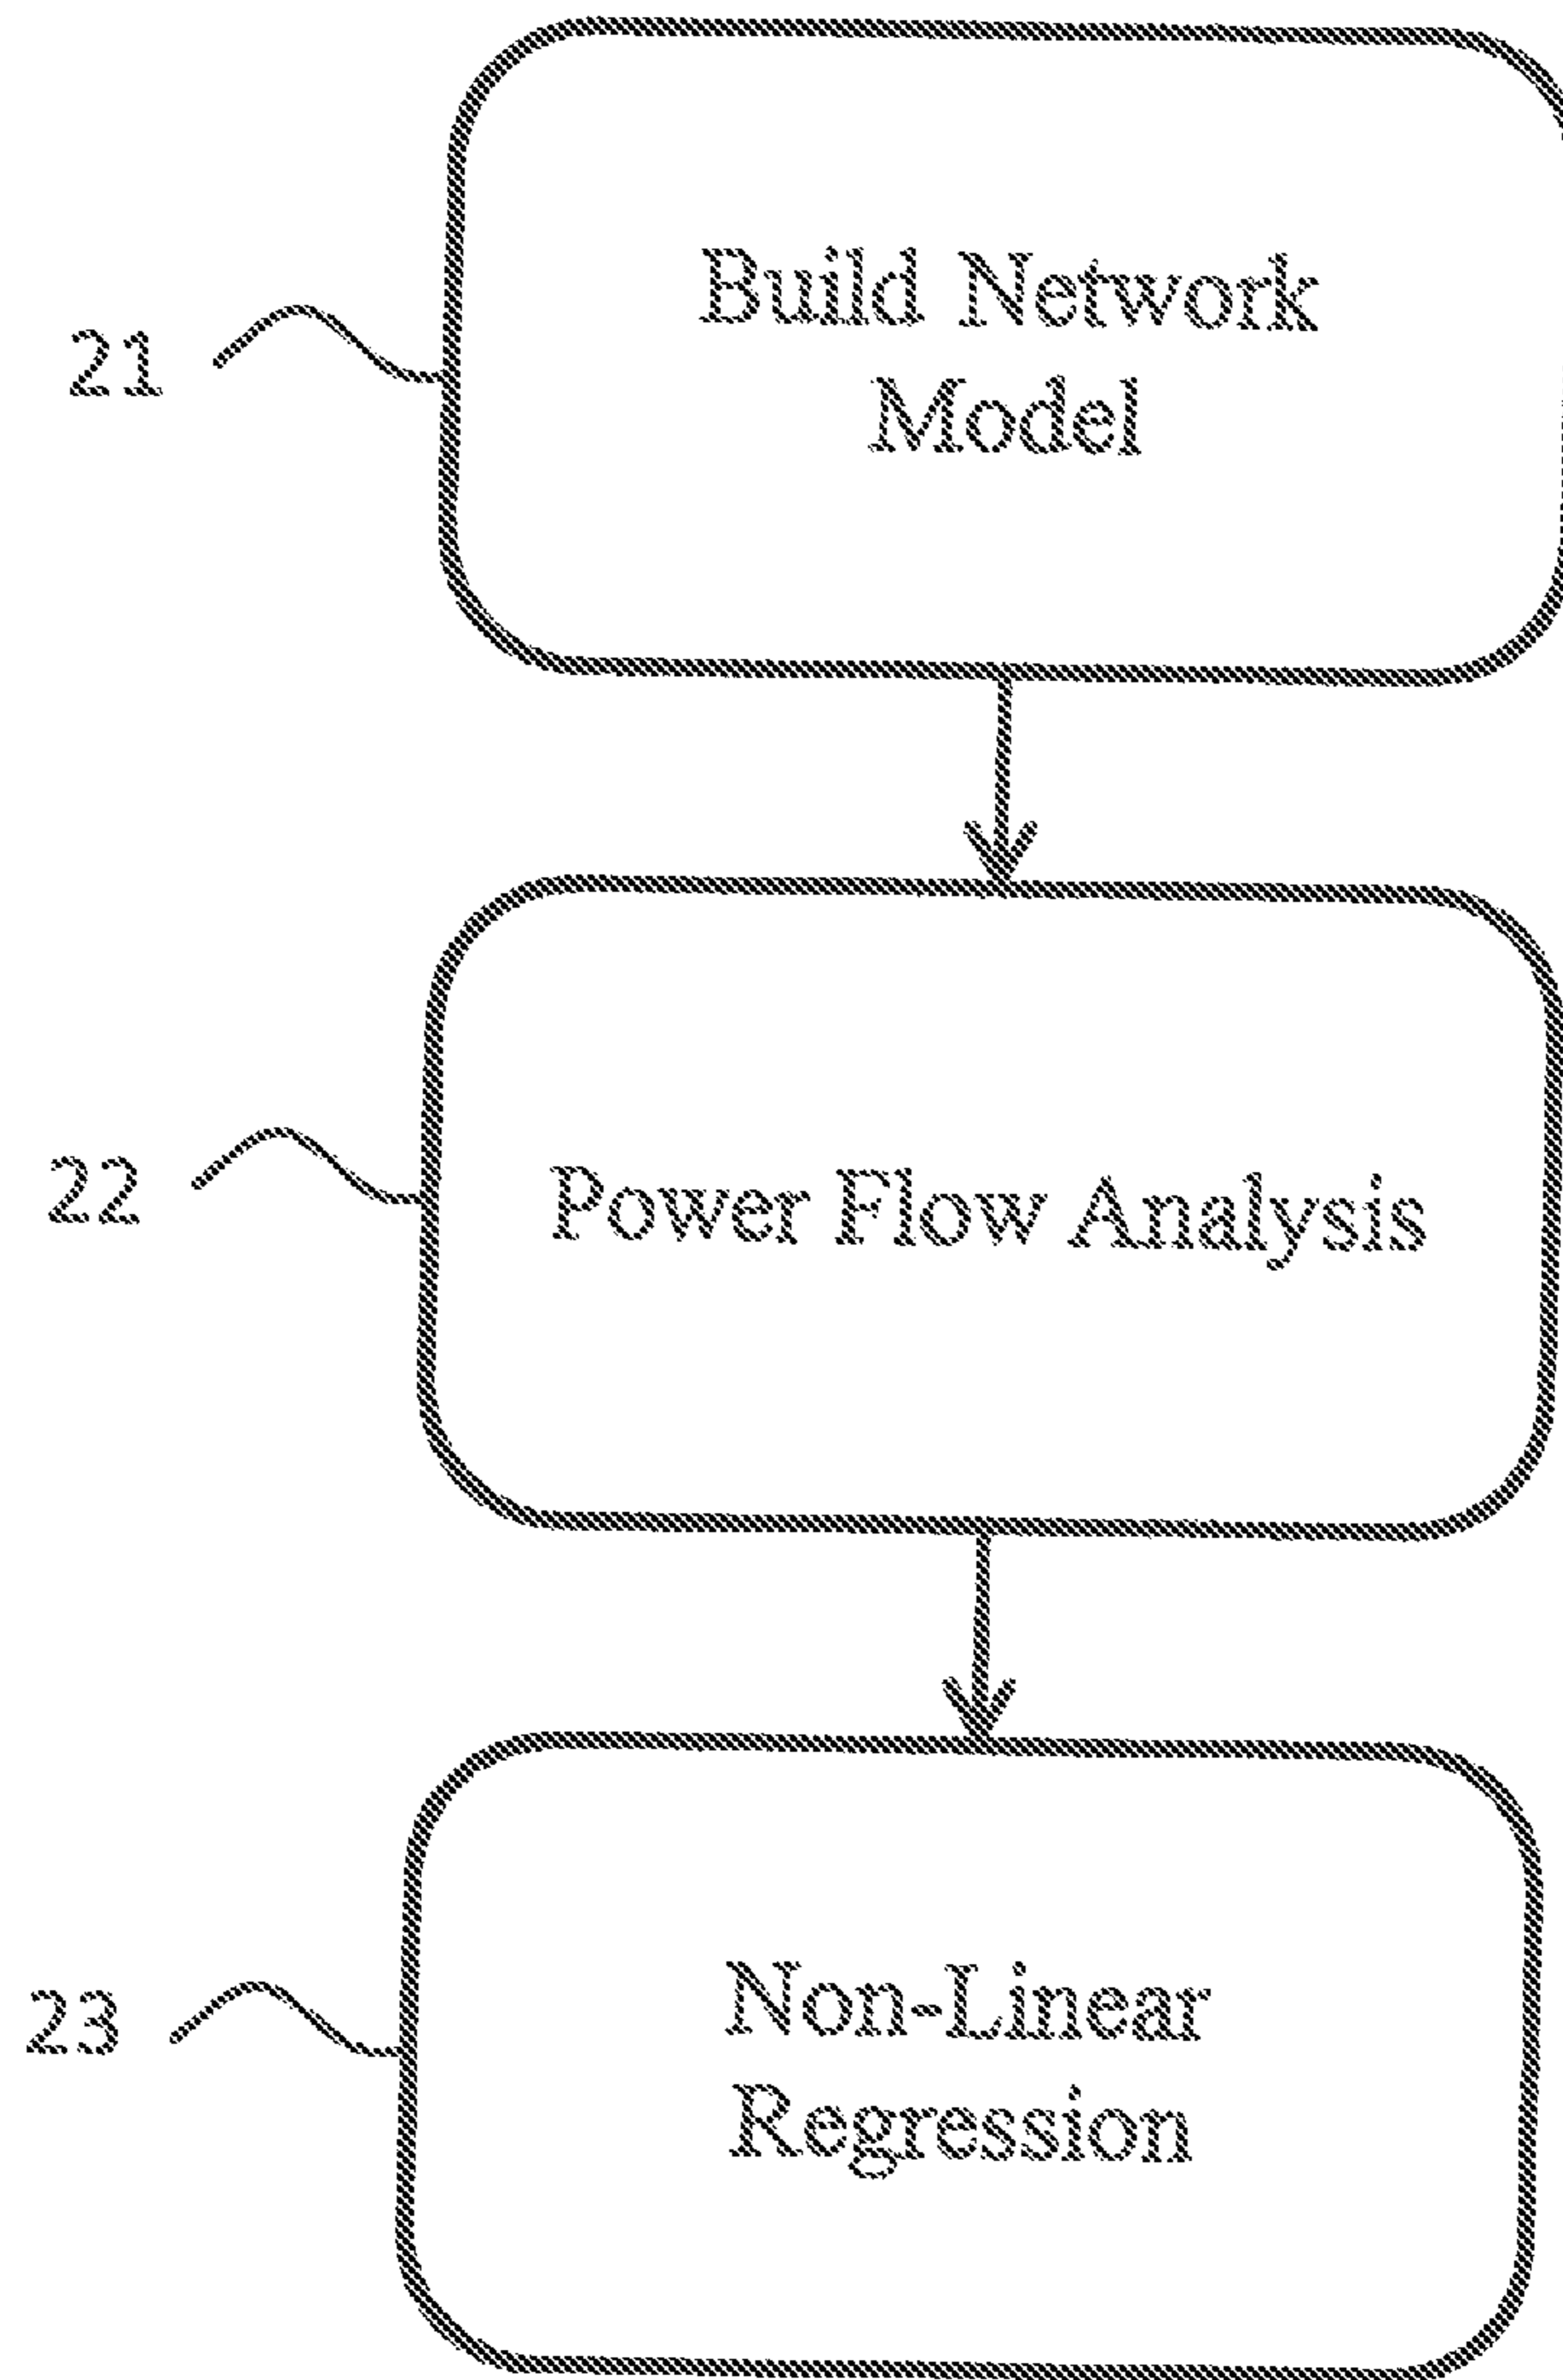 Build Network
Model
21
Power Flow Analysis
22
Non-Linear
Regression
23